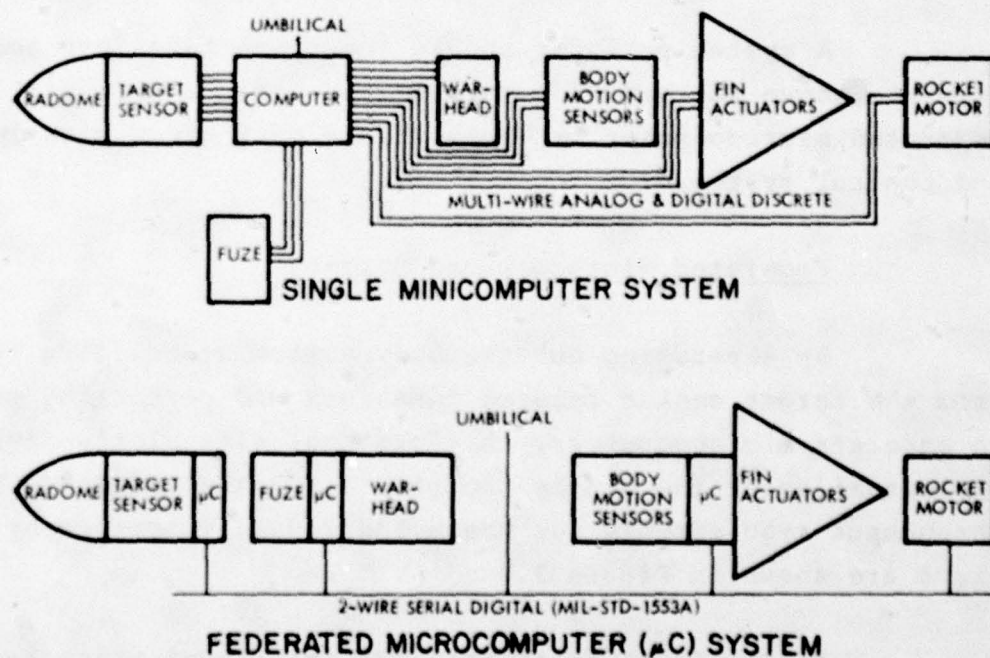 UMBILICAL
RADOME
TARGET
SENSOR
COMPUTER
WAR-
HEAD
BODY
MOTION
SENSORS
FIN
ACTUATORS
ROCKET
MOTOR
MULTI-WIRE ANALOG & DIGITAL DISCRETE
FUZE
SINGLE MINICOMPUTER SYSTEM
UMBILICAL
RADOME
TARGET
SENSOR
μC
FUZE
μC
WAR-
HEAD
BODY
MOTION
SENSORS
μC
FIN
ACTUATORS
ROCKET
MOTOR
2-WIRE SERIAL DIGITAL (MIL-STD-1553A)
FEDERATED MICROCOMPUTER (μC) SYSTEM